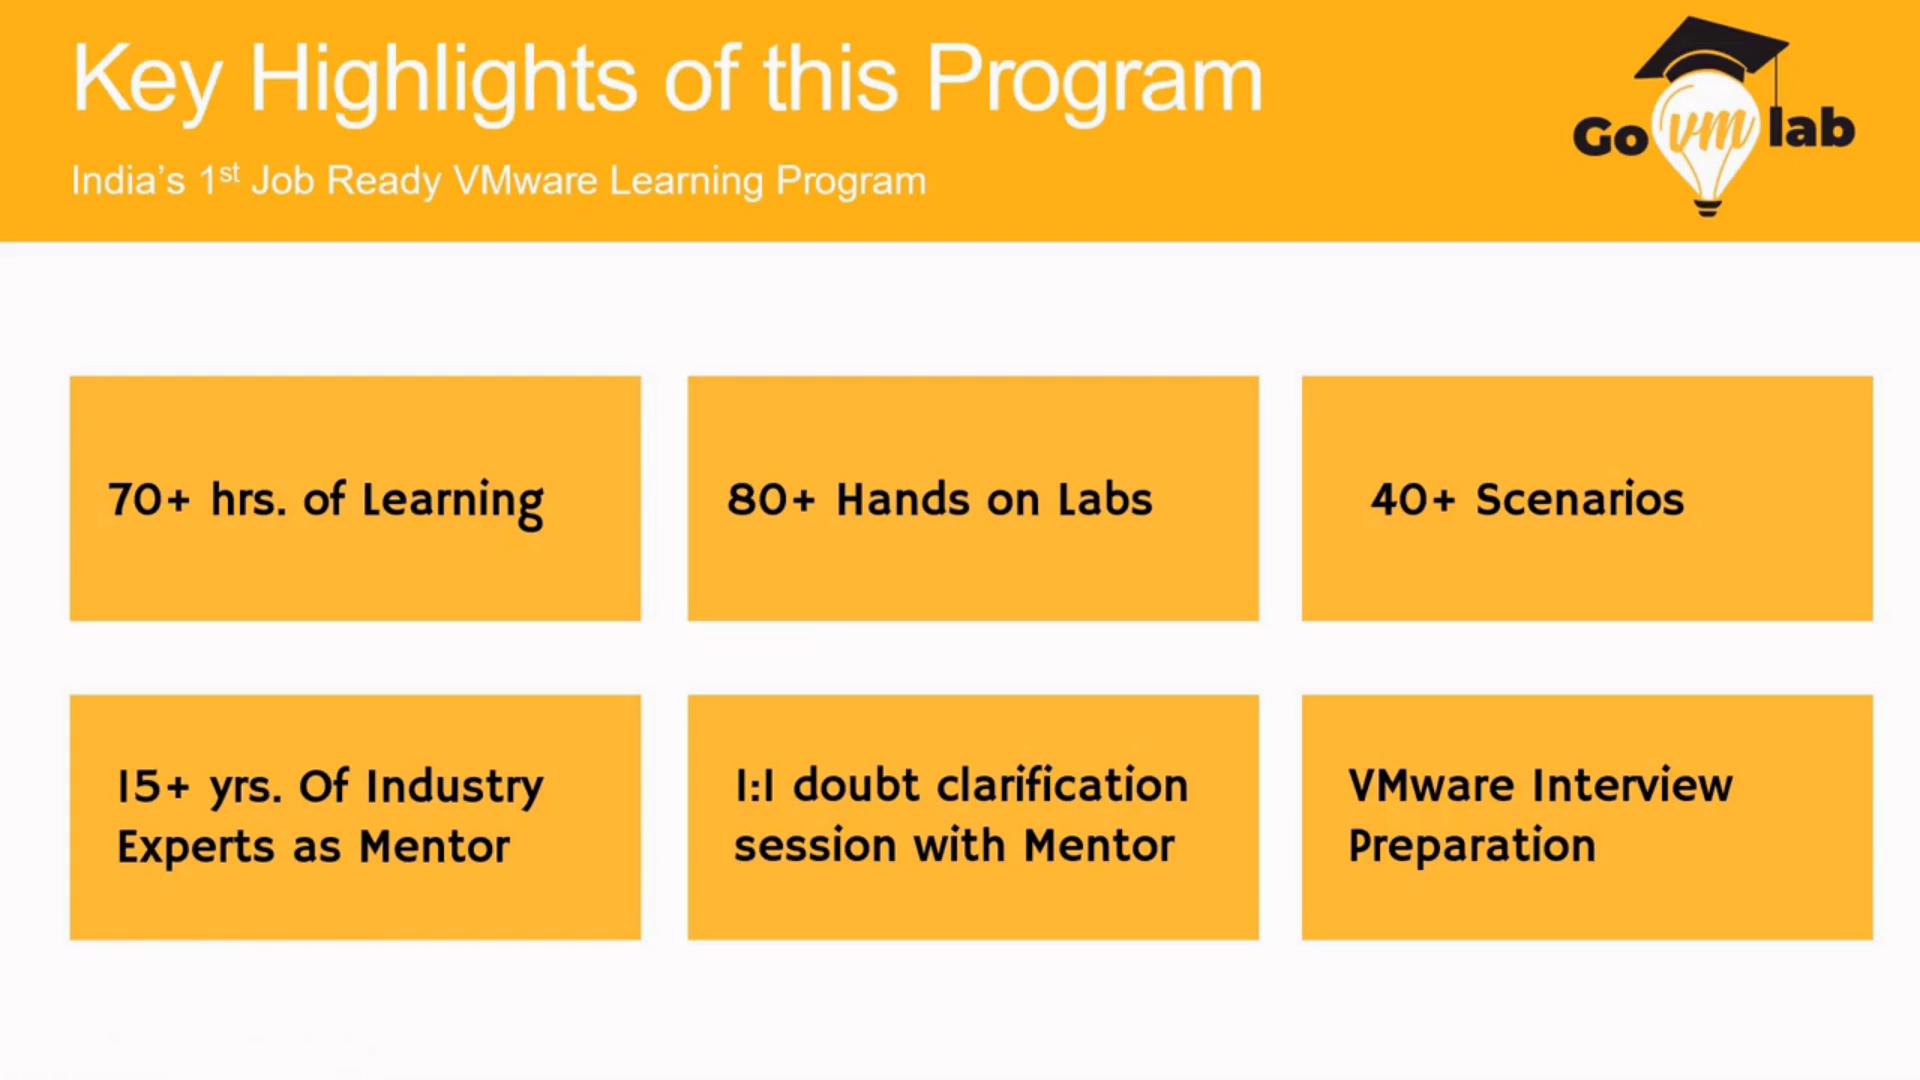 Key Highlights of this Program
India's 1st Job Ready VMware Learning Program
Go vm lab
70+ hrs. of Learning
80+ Hands on Labs
40+ Scenarios
15+ yrs. Of Industry
Experts as Mentor
1:1 doubt clarification
session with Mentor
VMware Interview
Preparation